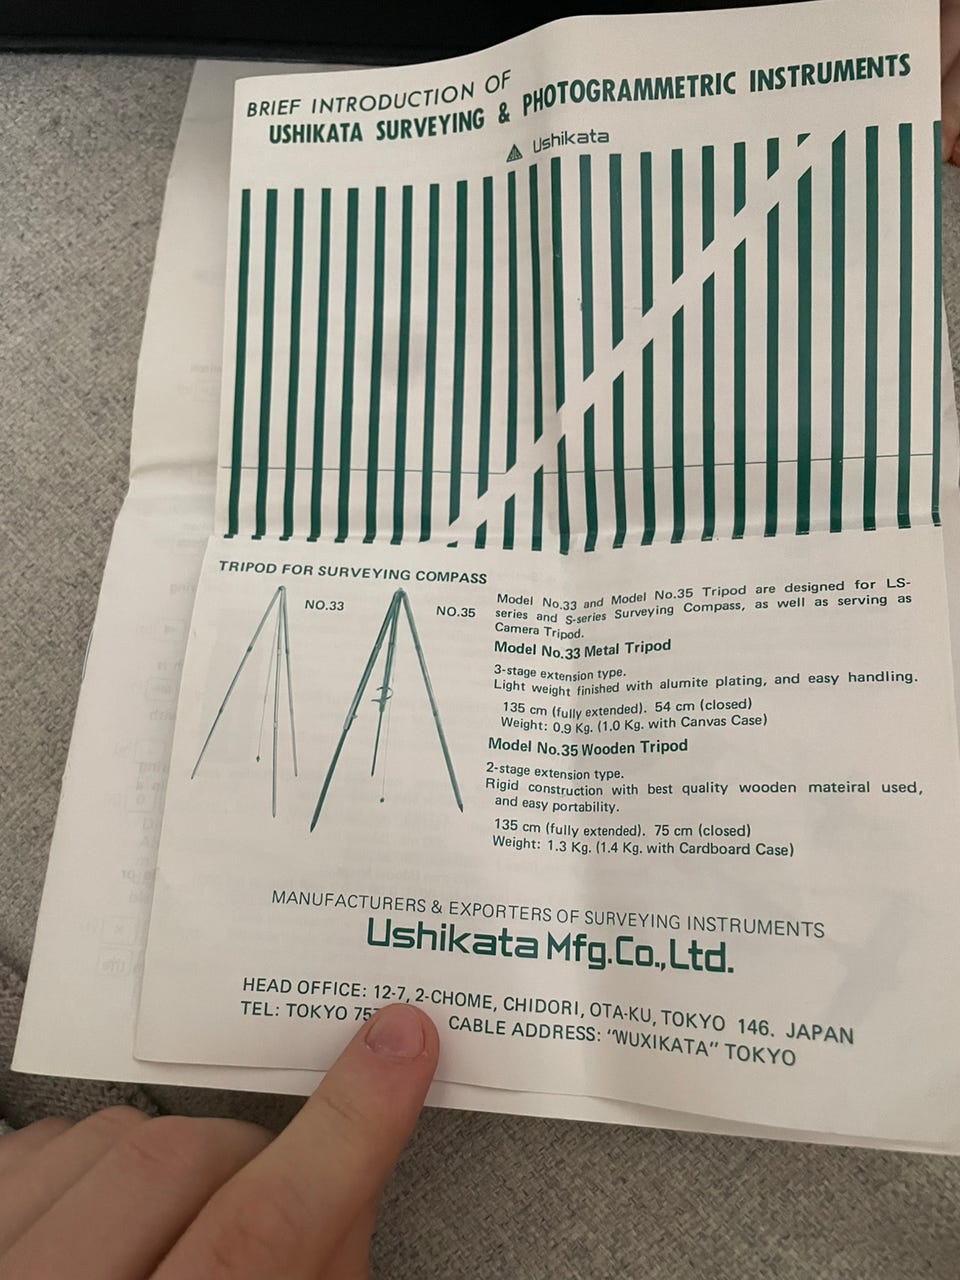 BRIEF INTRODUCTION OF
USHIKATA SURVEYING & PHOTOGRAMMETRIC INSTRUMENTS
Ushikata
TRIPOD FOR SURVEYING COMPASS
NO.33
NO.35
Model No.33 and Model No.35 Tripod are designed for LS-
series and S-series Surveying Compass, as well as serving as
Camera Tripod.
Model No.33 Metal Tripod
3-stage extension type.
Light weight finished with alumite plating, and easy handling.
135 cm (fully extended). 54 cm (closed)
Weight: 0.9 Kg. (1.0 Kg. with Canvas Case)
Model No.35 Wooden Tripod
2-stage extension type.
Rigid construction with best quality wooden mateiral used,
and easy portability.
135 cm (fully extended). 75 cm (closed)
Weight: 1.3 Kg. (1.4 Kg. with Cardboard Case)
MANUFACTURERS & EXPORTERS OF SURVEYING INSTRUMENTS
Ushikata Mfg.Co.,Ltd.
HEAD OFFICE: 12-7, 2-CHOME, CHIDORI, OTA-KU, TOKYO 146. JAPAN
TEL: TOKYO CABLE ADDRESS: "WUXIKATA" TOKYO